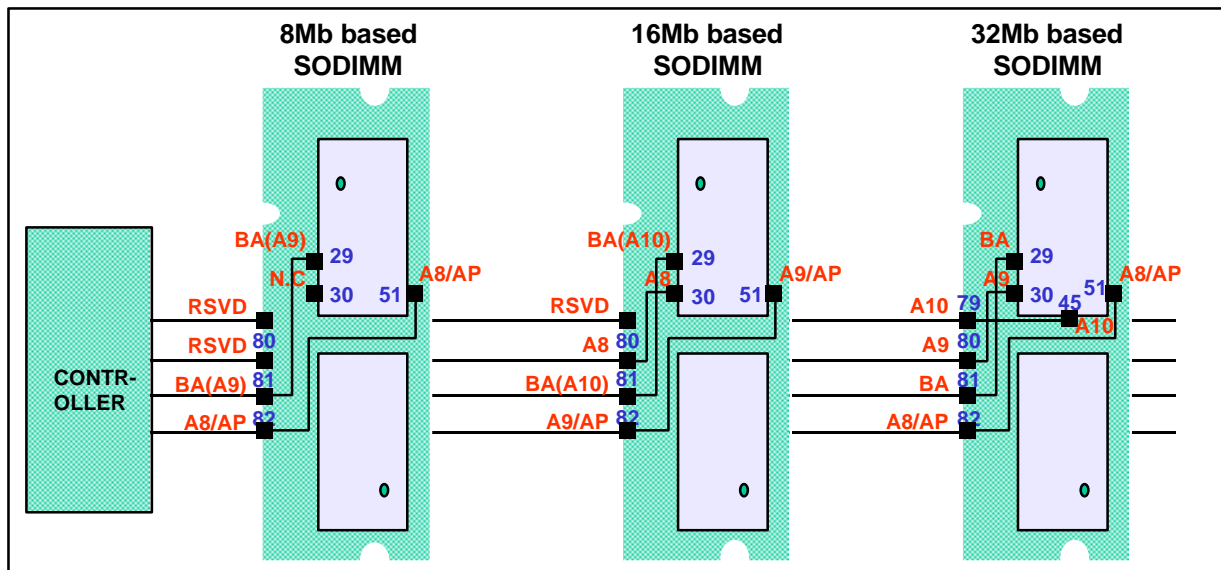 8Mb based
SODIMM
16Mb based
SODIMM
32Mb based
SODIMM
CONTR-
OLLER
BA(A9)
29
N.C
30
51
A8/AP
RSVD
RSVD
80
BA(A9)
81
A8/AP
82
BA(A10)
29
A8
30
51
A9/AP
RSVD
A8
80
BA(A10)
81
A9/AP
82
BA
29
A9
30
51
A8/AP
45
A10
A10
79
A9
80
BA
81
A8/AP
82